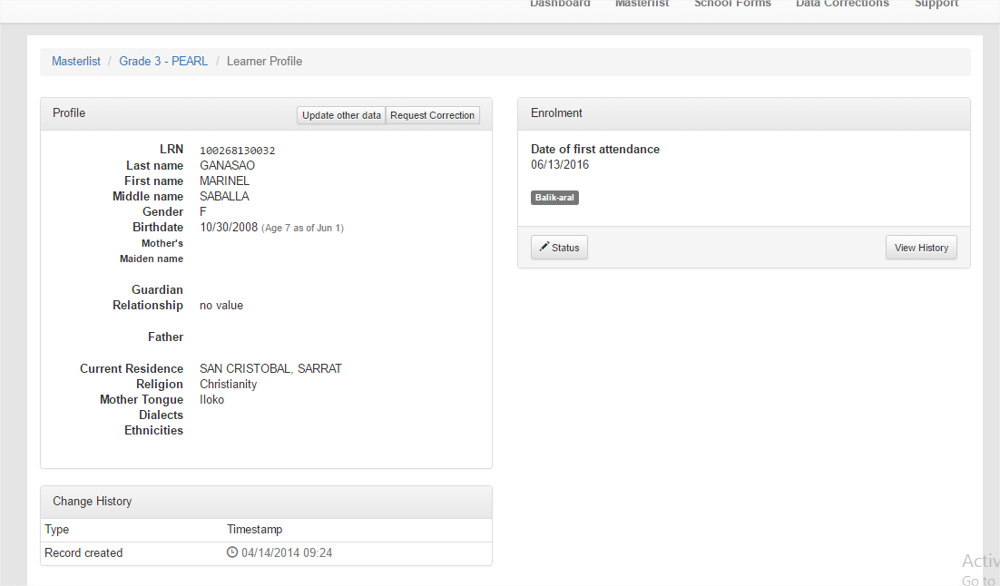 Dashboard Masterlist School Forms Data Corrections Support
Masterlist / Grade 3 - PEARL / Learner Profile
Profile
Update other data Request Correction
LRN 100268130032
Last name GANASAO
First name MARINEL
Middle name SABALLA
Gender F
Birthdate 10/30/2008 (Age 7 as of Jun 1)
Mother's
Maiden name
Guardian
Relationship no value
Father
Current Residence SAN CRISTOBAL, SARRAT
Religion Christianity
Mother Tongue Iloko
Dialects
Ethnicities
Enrolment
Date of first attendance
06/13/2016
Balik-aral
Status View History
Change History
Type Timestamp
Record created 04/14/2014 09:24
Activ
Go to